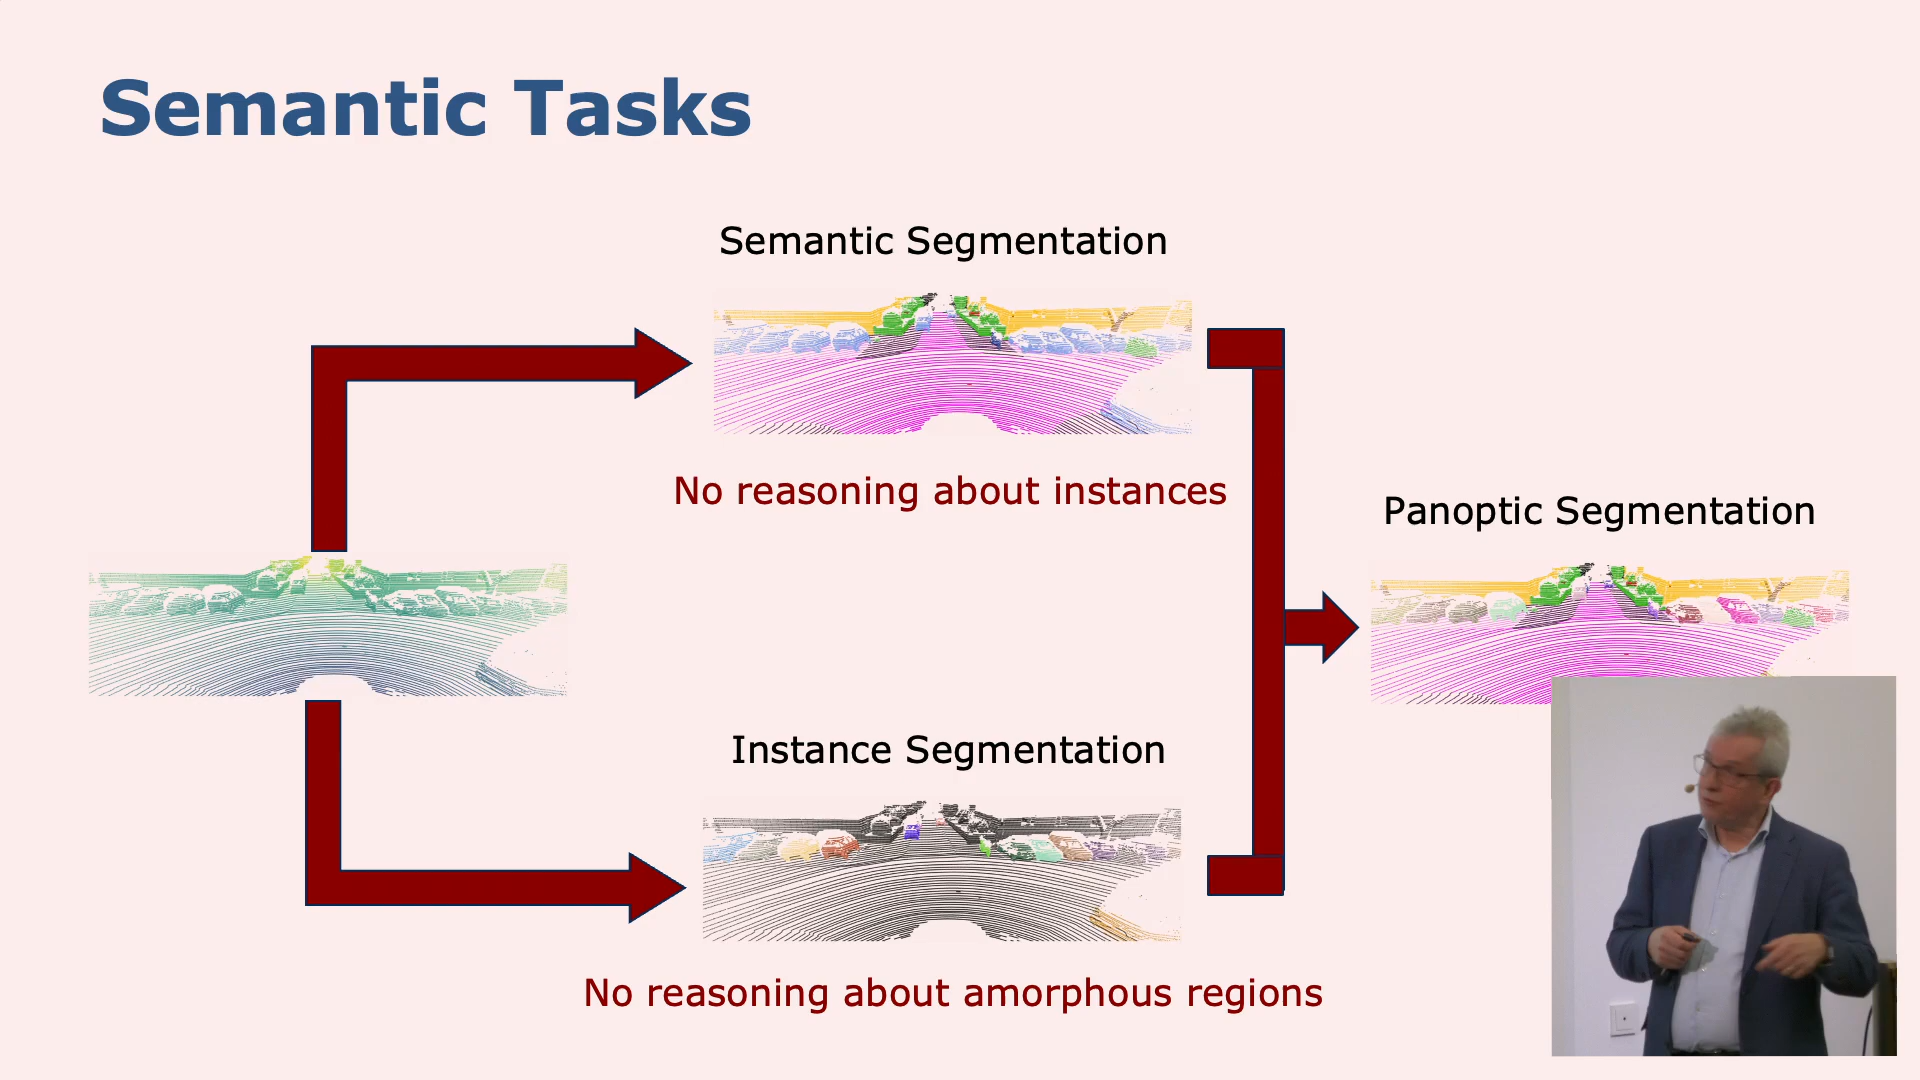 Semantic Tasks
Semantic Segmentation
No reasoning about instances
Panoptic Segmentation
Instance Segmentation
No reasoning about amorphous regions